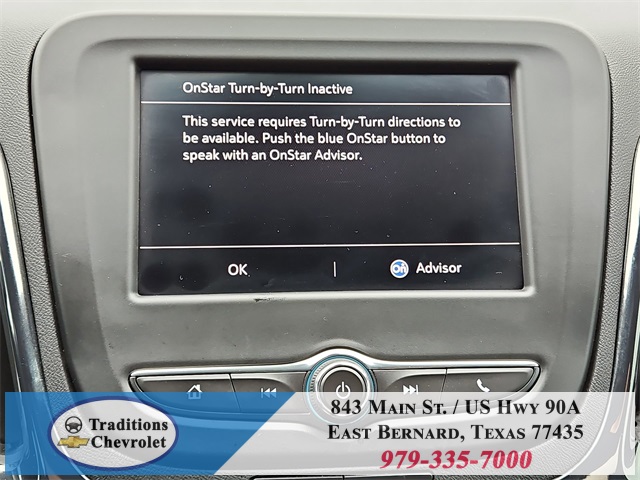 OnStar Turn-by-Turn Inactive
This service requires Turn-by-Turn directions to
be available. Push the blue OnStar button to
speak with an OnStar Advisor.
OK | On Advisor
Traditions
Chevrolet
843 Main St. / US Hwy 90A
East Bernard, Texas 77435
979-335-7000